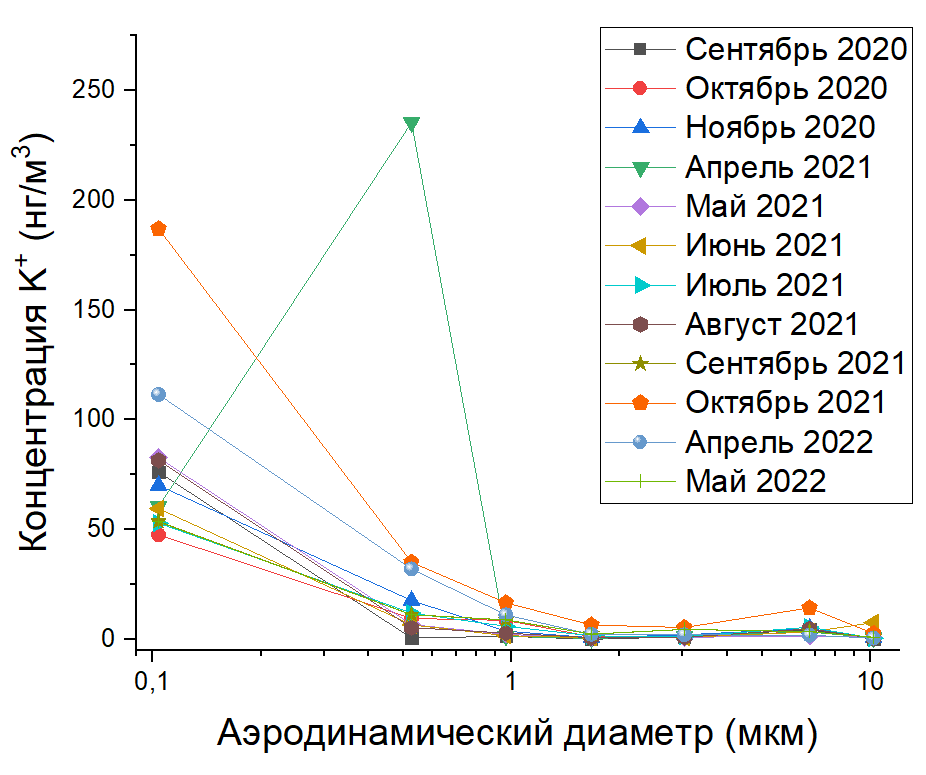 Концентрация K⁺ (нг/м³)
250
200
150
100
50
0
0,1
1
10
Аэродинамический диаметр (мкм)
Сентябрь 2020
Октябрь 2020
Ноябрь 2020
Апрель 2021
Май 2021
Июнь 2021
Июль 2021
Август 2021
Сентябрь 2021
Октябрь 2021
Апрель 2022
Май 2022